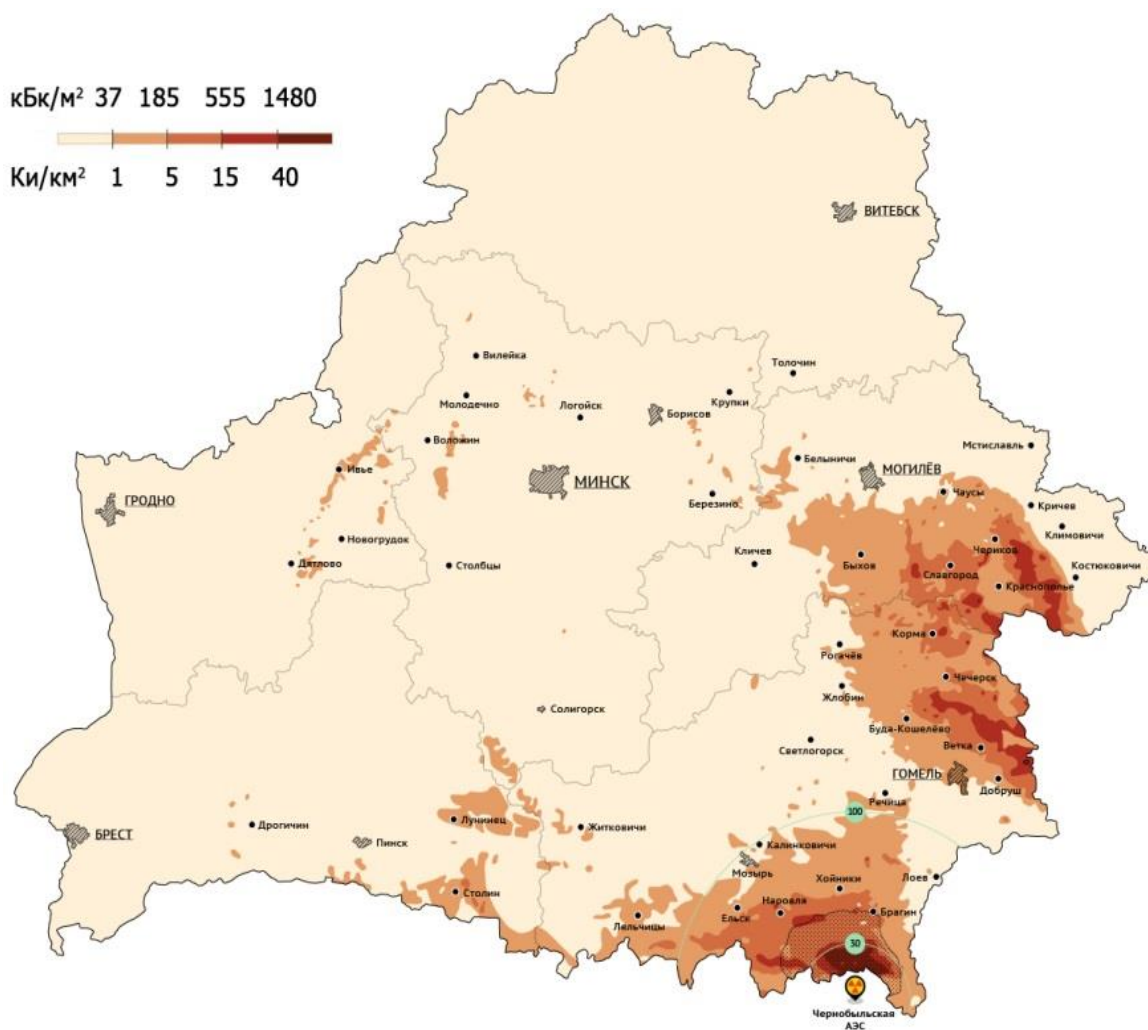 кБк/м² 37 185 555 1480
Ки/км² 1 5 15 40
ВИТЕБСК
Вилейка
Толочин
Молодечно
Логойск
Борисов
Крупки
Воложин
Мстиславль
Ивье
Белыничи
МОГИЛЁВ
МИНСК
ГРОДНО
Березино
Чаусы
Кричев
Климовичи
Новогрудок
Чериков
Дятлово
Столбцы
Кличев
Быхов
Славгород
Костюковичи
Краснополье
Корма
Рогачёв
Чечерск
Жлобин
Солигорск
Буда-Кошелёво
Светлогорск
Ветка
ГОМЕЛЬ
Добруш
Речица
100
Лунинец
Дрогичин
Житковичи
БРЕСТ
Пинск
Калинковичи
Мозырь
Хойники
Лоев
Столин
Наровля
Лельчицы
Ельск
Брагин
30
Чернобыльская
АЭС